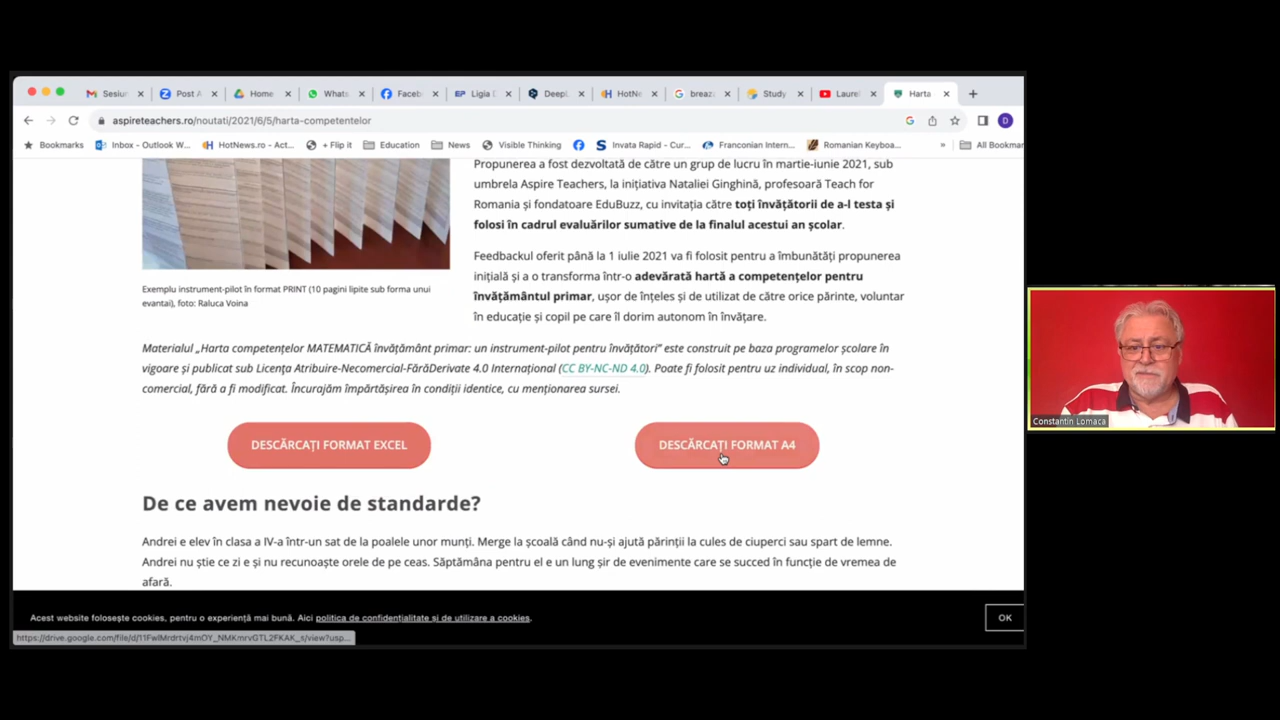 Sesiun
Post A
Home
Whats
Faceb
Ligia D
DeepL
HotNe
breaza
Study
Laurel
Harta
aspireteachers.ro/noutati/2021/6/5/harta-competentelor
D
Bookmarks
Inbox - Outlook W...
HotNews.ro - Act...
+ Flip it
Education
News
Visible Thinking
Invata Rapid - Cur...
Franconian Intern...
Romanian Keyboa...
»
All Bookmar
Propunerea a fost dezvoltată de către un grup de lucru în martie-iunie 2021, sub
umbrela Aspire Teachers, la inițiativa Nataliei Ginghină, profesoară Teach for
Romania și fondatoare EduBuzz, cu invitația către toți învățătorii de a-l testa și
folosi în cadrul evaluărilor sumative de la finalul acestui an școlar.
Feedbackul oferit până la 1 iulie 2021 va fi folosit pentru a îmbunătăți propunerea
inițială și a o transforma într-o adevărată hartă a competențelor pentru
învățământul primar, ușor de înțeles și de utilizat de către orice părinte, voluntar
în educație și copil pe care îl dorim autonom în învățare.
Exemplu instrument-pilot în format PRINT (10 pagini lipite sub forma unui
evantai), foto: Raluca Voina
Materialul „Harta competențelor MATEMATICĂ învățământ primar: un instrument-pilot pentru învățători” este construit pe baza programelor școlare în
vigoare și publicat sub Licența Atribuire-Necomercial-FărăDerivate 4.0 Internațional (CC BY-NC-ND 4.0). Poate fi folosit pentru uz individual, în scop non-
comercial, fără a fi modificat. Încurajăm împărtășirea în condiții identice, cu menționarea sursei.
DESCĂRCAȚI FORMAT EXCEL
DESCĂRCAȚI FORMAT A4
De ce avem nevoie de standarde?
Andrei e elev în clasa a IV-a într-un sat de la poalele unor munți. Merge la școală când nu-și ajută părinții la cules de ciuperci sau spart de lemne.
Andrei nu știe ce zi e și nu recunoaște orele de pe ceas. Săptămâna pentru el e un lung șir de evenimente care se succed în funcție de vremea de
afară.
Acest website folosește cookies, pentru o experiență mai bună. Aici politica de confidențialitate și de utilizare a cookies.
OK
Constantin Lomaca